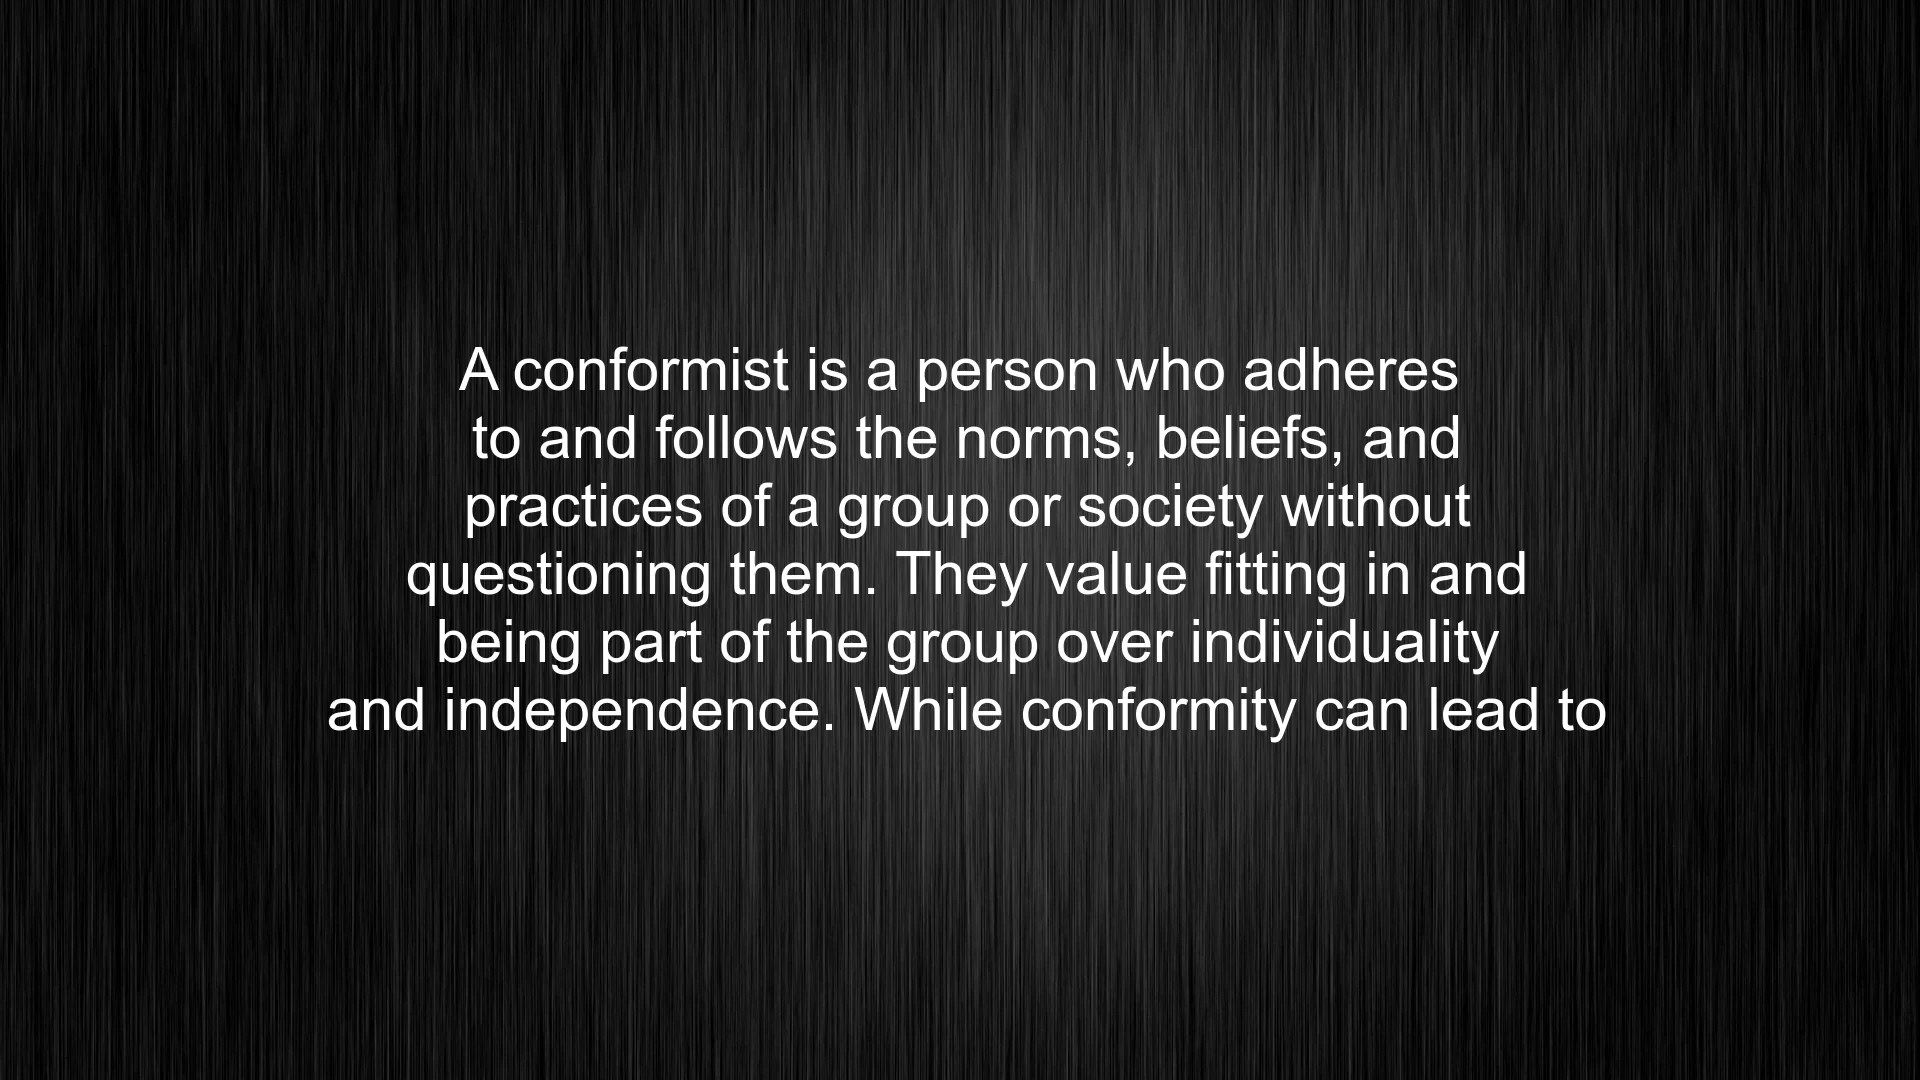 A conformist is a person who adheres
to and follows the norms, beliefs, and
practices of a group or society without
questioning them. They value fitting in and
being part of the group over individuality
and independence. While conformity can lead to